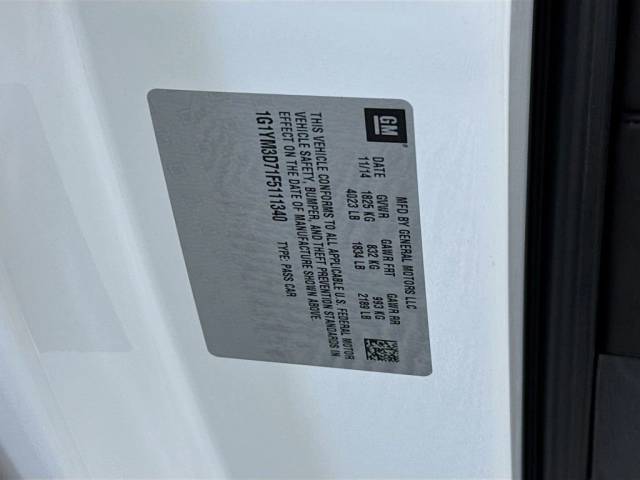 GM
MFD BY GENERAL MOTORS LLC
DATE GVWR GAWR FRT GAWR RR
11/14 1825 KG 832 KG 993 KG
4023 LB 1834 LB 2189 LB
THIS VEHICLE CONFORMS TO ALL APPLICABLE U.S. FEDERAL MOTOR
VEHICLE SAFETY, BUMPER, AND THEFT PREVENTION STANDARDS IN
EFFECT ON THE DATE OF MANUFACTURE SHOWN ABOVE.
1G1YM3D71F5111340 TYPE: PASS CAR